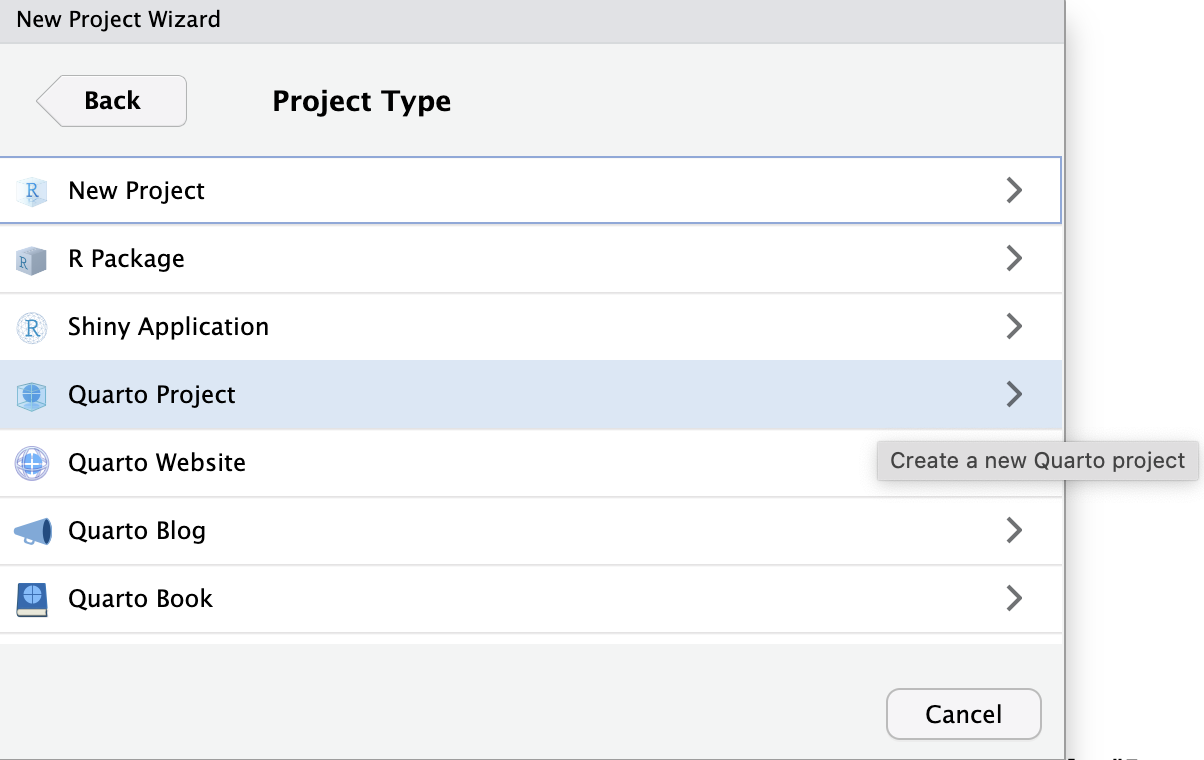 New Project Wizard
Back
Project Type
R New Project
R R Package
R Shiny Application
Quarto Project
Quarto Website
Create a new Quarto project
Quarto Blog
Quarto Book
Cancel